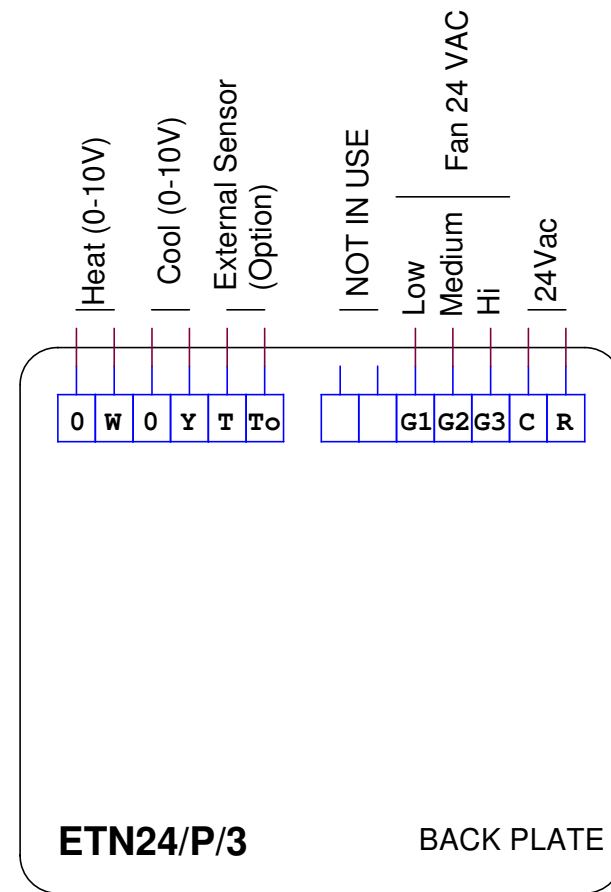 Heat (0-10V)
Cool (0-10V)
External Sensor
(Option)
NOT IN USE
Fan 24 VAC
Low
Medium
Hi
24Vac
0 W 0 Y T To G1 G2 G3 C R
ETN24/P/3
BACK PLATE